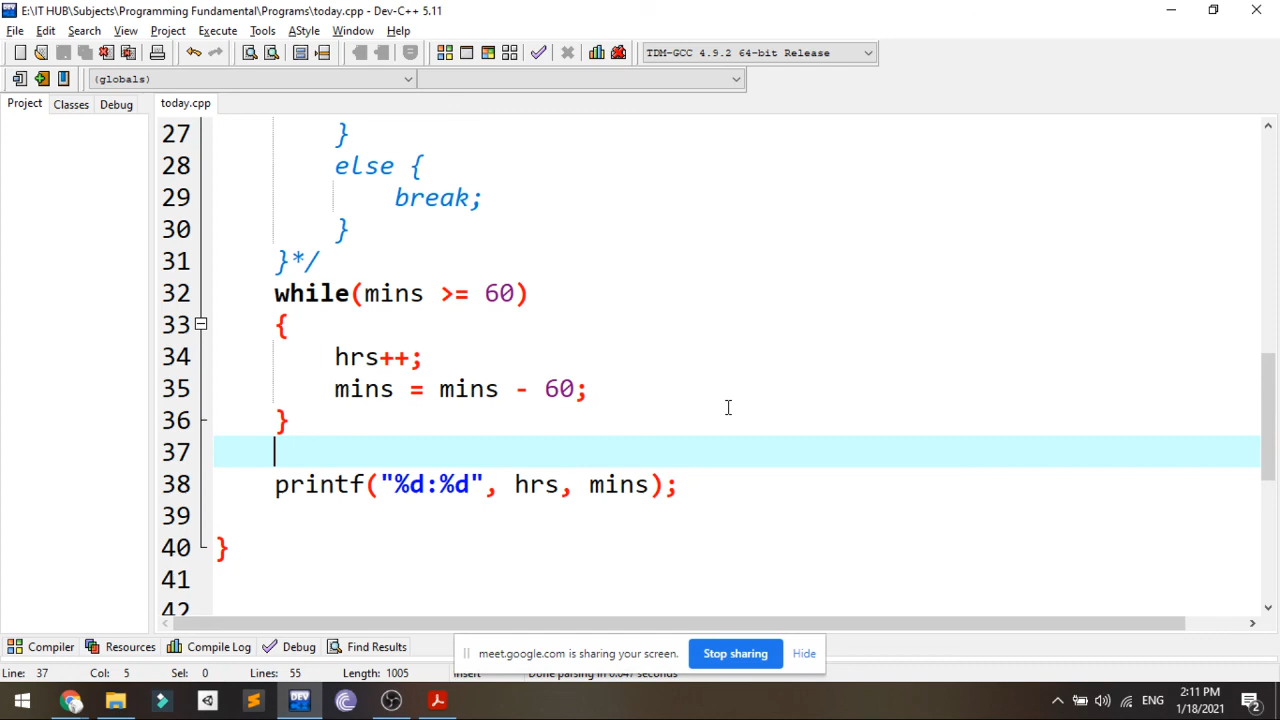 E:\IT HUB\Subjects\Programming Fundamental\Programs\today.cpp - Dev-C++ 5.11
File Edit Search View Project Execute Tools AStyle Window Help
TDM-GCC 4.9.2 64-bit Release
(globals)
Project Classes Debug today.cpp
27 }
28 else {
29 break;
30 }
31 }*/
32 while(mins >= 60)
33 {
34 hrs++;
35 mins = mins - 60;
36 }
37
38 printf("%d:%d", hrs, mins);
39
40 }
41
42
Compiler Resources Compile Log Debug Find Results
meet.google.com is sharing your screen. Stop sharing Hide
Line: 37 Col: 5 Sel: 0 Lines: 55 Length: 1005 Insert Done parsing in 0.047 seconds
DEV ENG 2:11 PM
1/18/2021 2